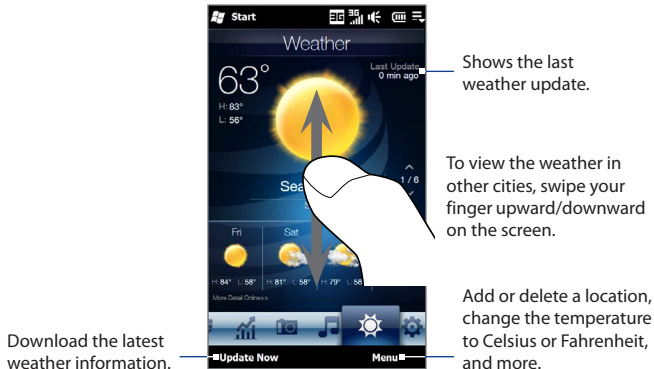 Start
Weather
63°
H: 83°
L: 56°
Last Update
0 min ago
Shows the last
weather update.
To view the weather in
other cities, swipe your
finger upward/downward
on the screen.
1 / 6
Fri
Sat
H: 84° L: 58°
H: 81° L: 58°
H: 79° L: 58
More Detail Online>>
Update Now
Menu
Download the latest
weather information.
Add or delete a location,
change the temperature
to Celsius or Fahrenheit,
and more.